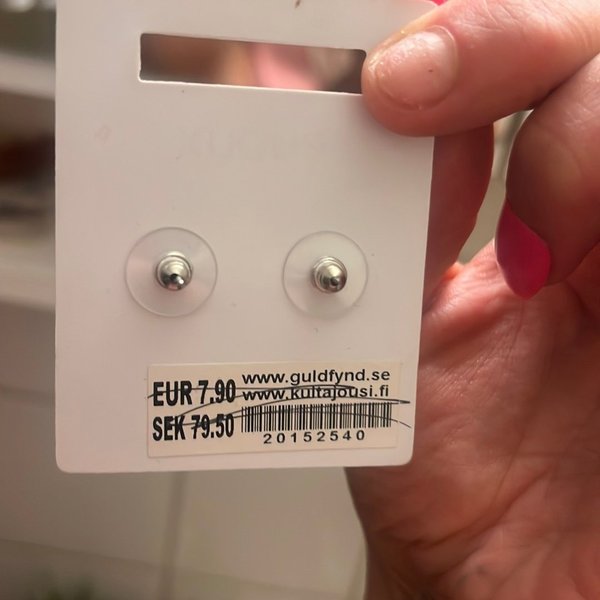 EUR 7.90 www.guldfynd.se
www.kultajousi.fi
SEK 79.50
20152540